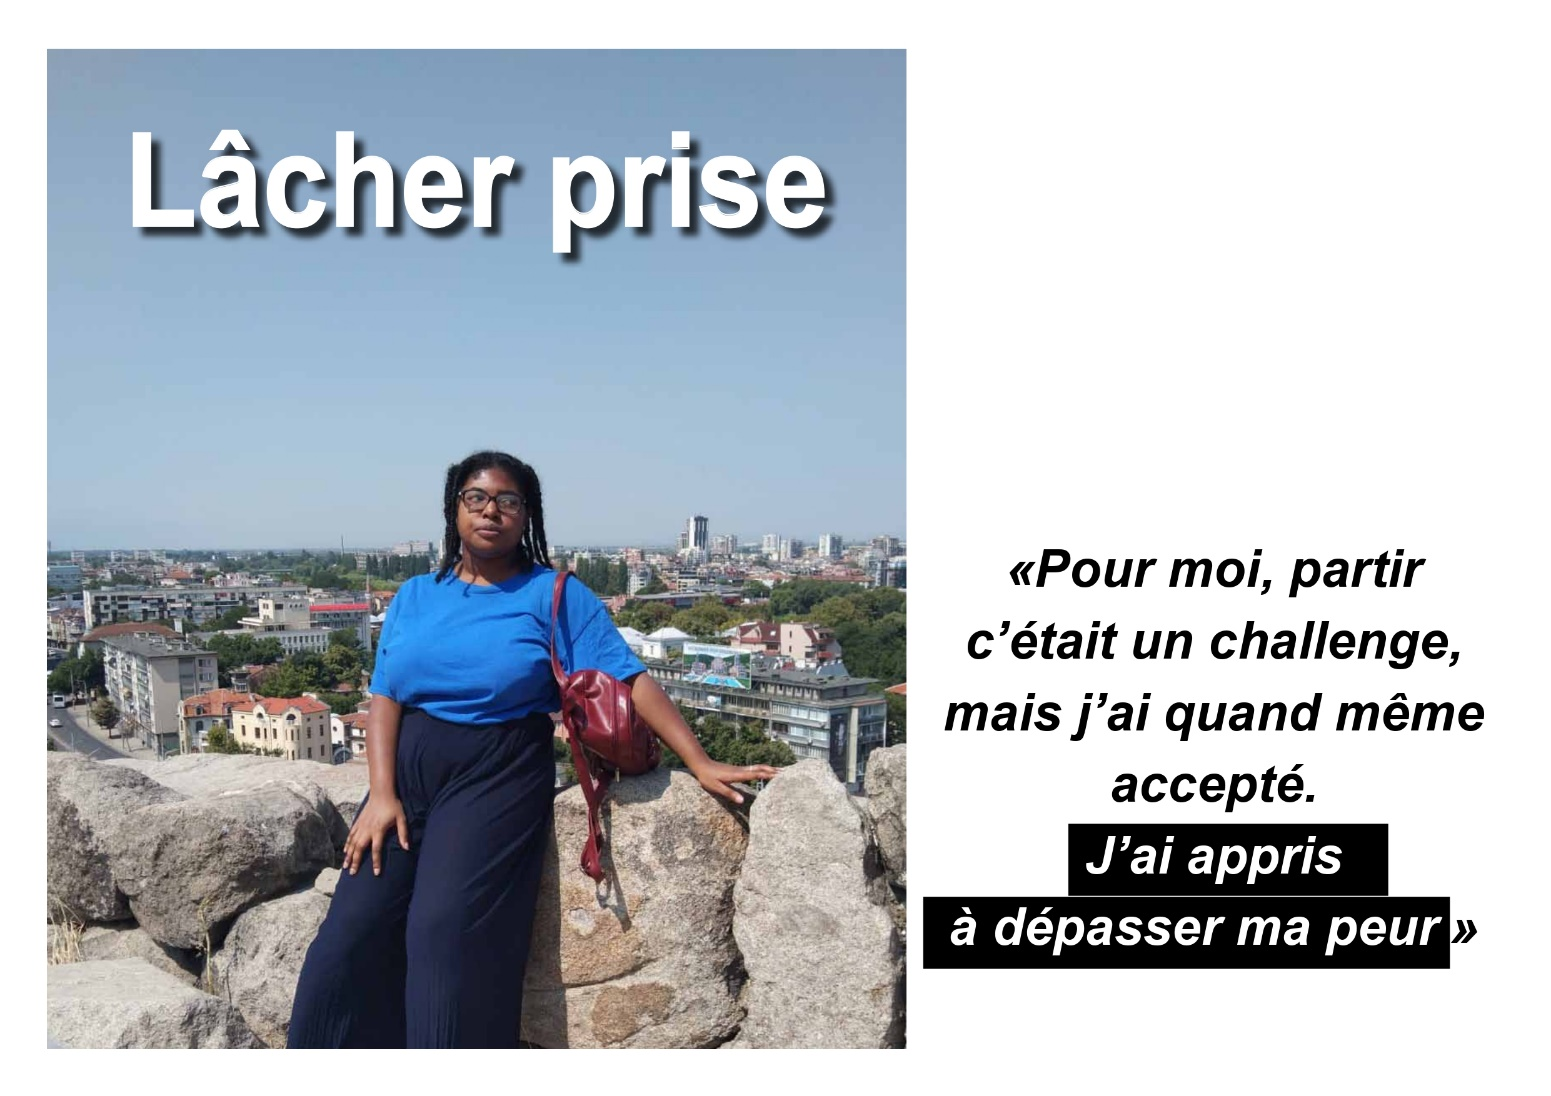 Lâcher prise
«Pour moi, partir
c’était un challenge,
mais j’ai quand même
accepté.
J’ai appris
à dépasser ma peur »